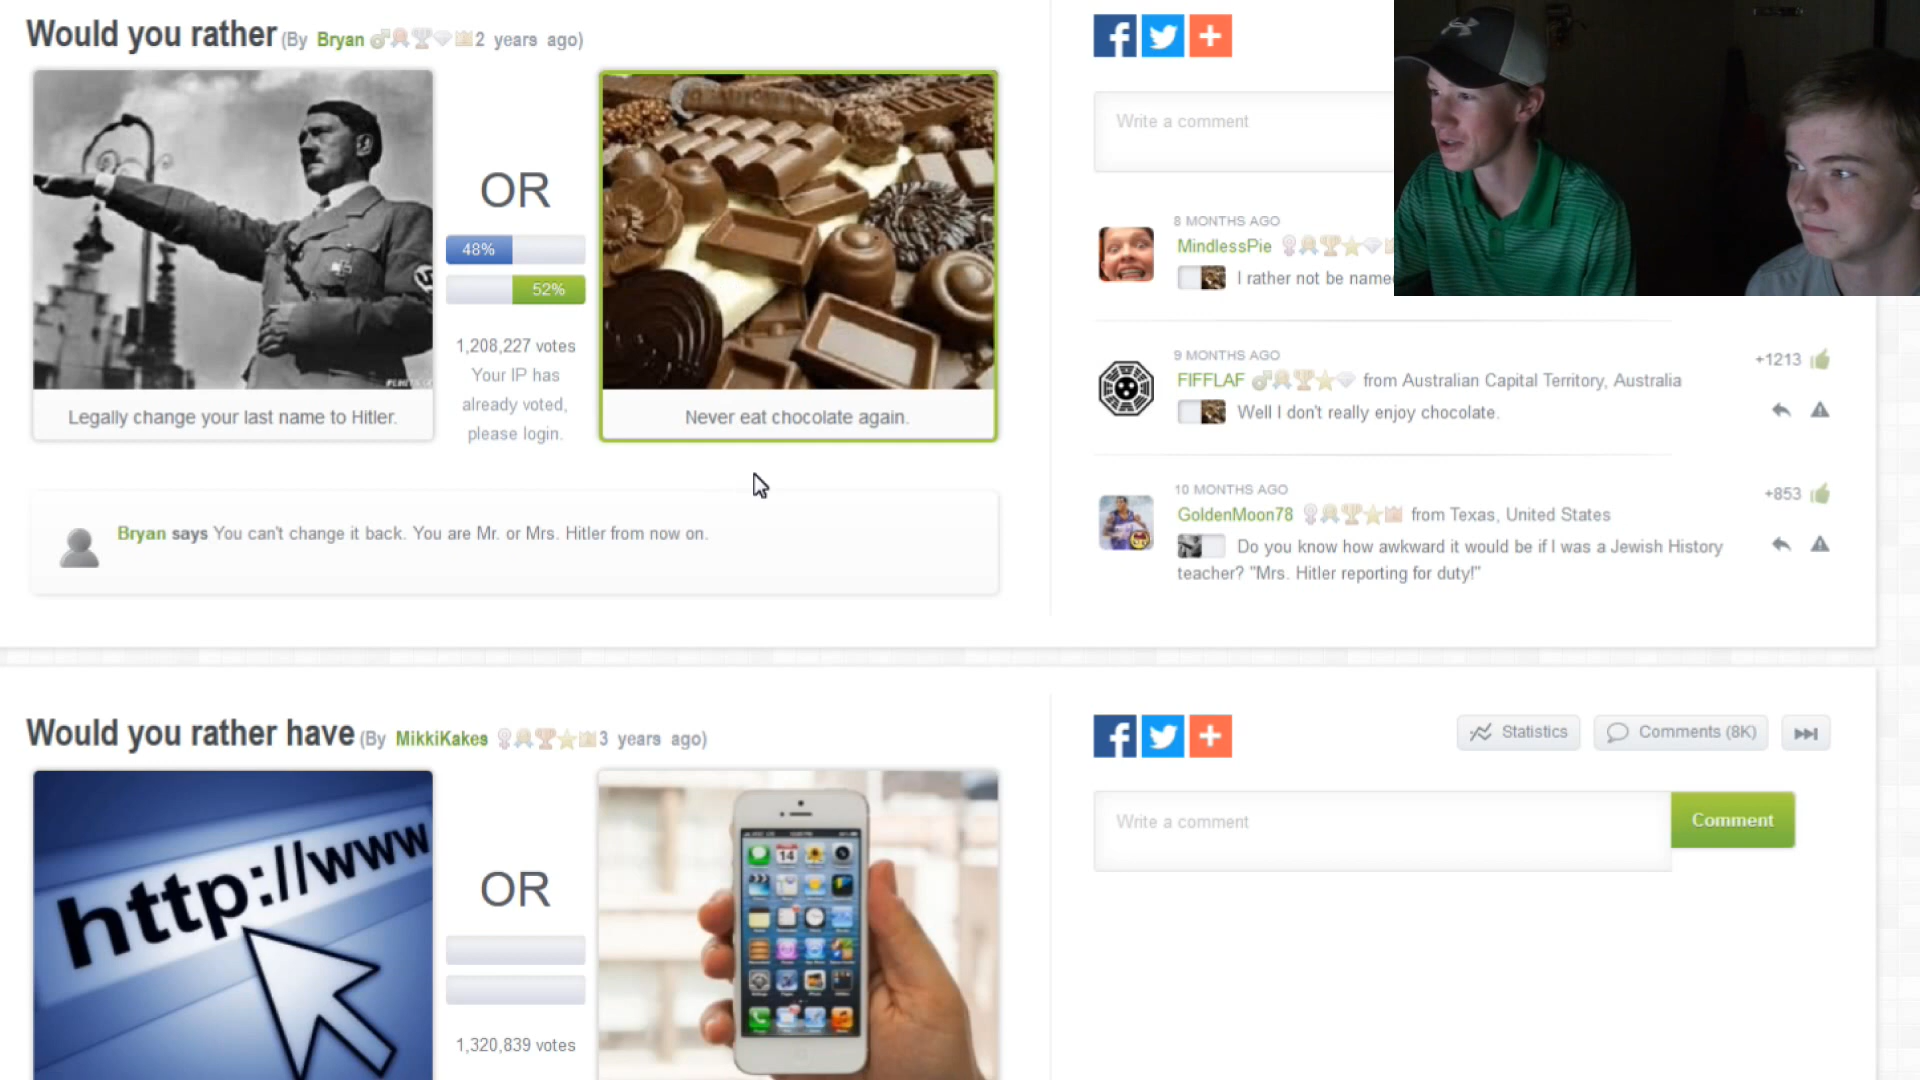 Would you rather (By Bryan 2 years ago)
OR
48%
52%
1,208,227 votes
Your IP has
already voted,
please login.
Legally change your last name to Hitler.
Never eat chocolate again.
Bryan says You can't change it back. You are Mr. or Mrs. Hitler from now on.
Write a comment
8 MONTHS AGO
MindlessPie
I rather not be name
9 MONTHS AGO
+1213
FIFFLAF from Australian Capital Territory, Australia
Well I don't really enjoy chocolate.
10 MONTHS AGO
+853
GoldenMoon78 from Texas, United States
Do you know how awkward it would be if I was a Jewish History
teacher? "Mrs. Hitler reporting for duty!"
Would you rather have (By MikkiKakes 3 years ago)
http://www
OR
1,320,839 votes
14
Statistics
Comments (8K)
Write a comment
Comment